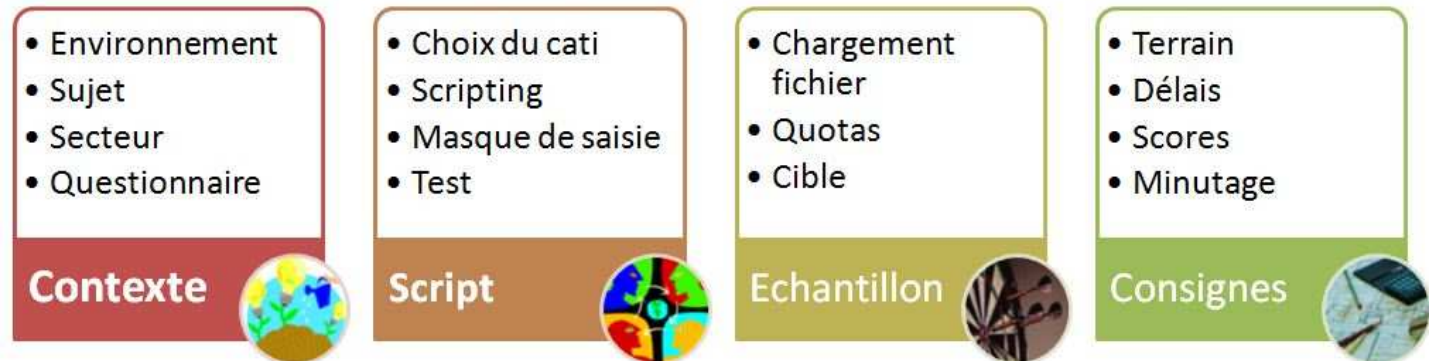 • Environnement
• Sujet
• Secteur
• Questionnaire
Contexte
• Choix du cati
• Scripting
• Masque de saisie
• Test
Script
• Chargement
fichier
• Quotas
• Cible
Echantillon
• Terrain
• Délais
• Scores
• Minutage
Consignes